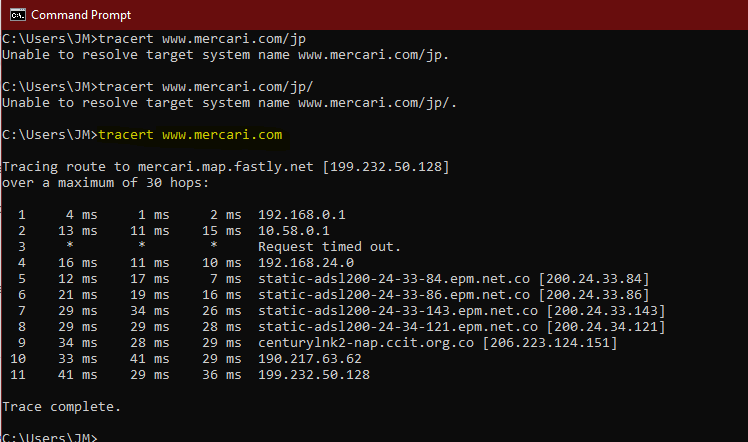 Command Prompt
C:\Users\JM>tracert www.mercari.com/jp
Unable to resolve target system name www.mercari.com/jp.
C:\Users\JM>tracert www.mercari.com/jp/
Unable to resolve target system name www.mercari.com/jp/.
C:\Users\JM>tracert www.mercari.com
Tracing route to mercari.map.fastly.net [199.232.50.128]
over a maximum of 30 hops:
1 4 ms 1 ms 2 ms 192.168.0.1
2 13 ms 11 ms 15 ms 10.58.0.1
3 * * * Request timed out.
4 16 ms 11 ms 10 ms 192.168.24.0
5 12 ms 17 ms 7 ms static-adsl200-24-33-84.epm.net.co [200.24.33.84]
6 21 ms 19 ms 16 ms static-adsl200-24-33-86.epm.net.co [200.24.33.86]
7 29 ms 34 ms 26 ms static-adsl200-24-33-143.epm.net.co [200.24.33.143]
8 29 ms 29 ms 28 ms static-adsl200-24-34-121.epm.net.co [200.24.34.121]
9 34 ms 28 ms 29 ms centurylnk2-nap.ccit.org.co [206.223.124.151]
10 33 ms 41 ms 29 ms 190.217.63.62
11 41 ms 29 ms 36 ms 199.232.50.128
Trace complete.
C:\Users\JM>